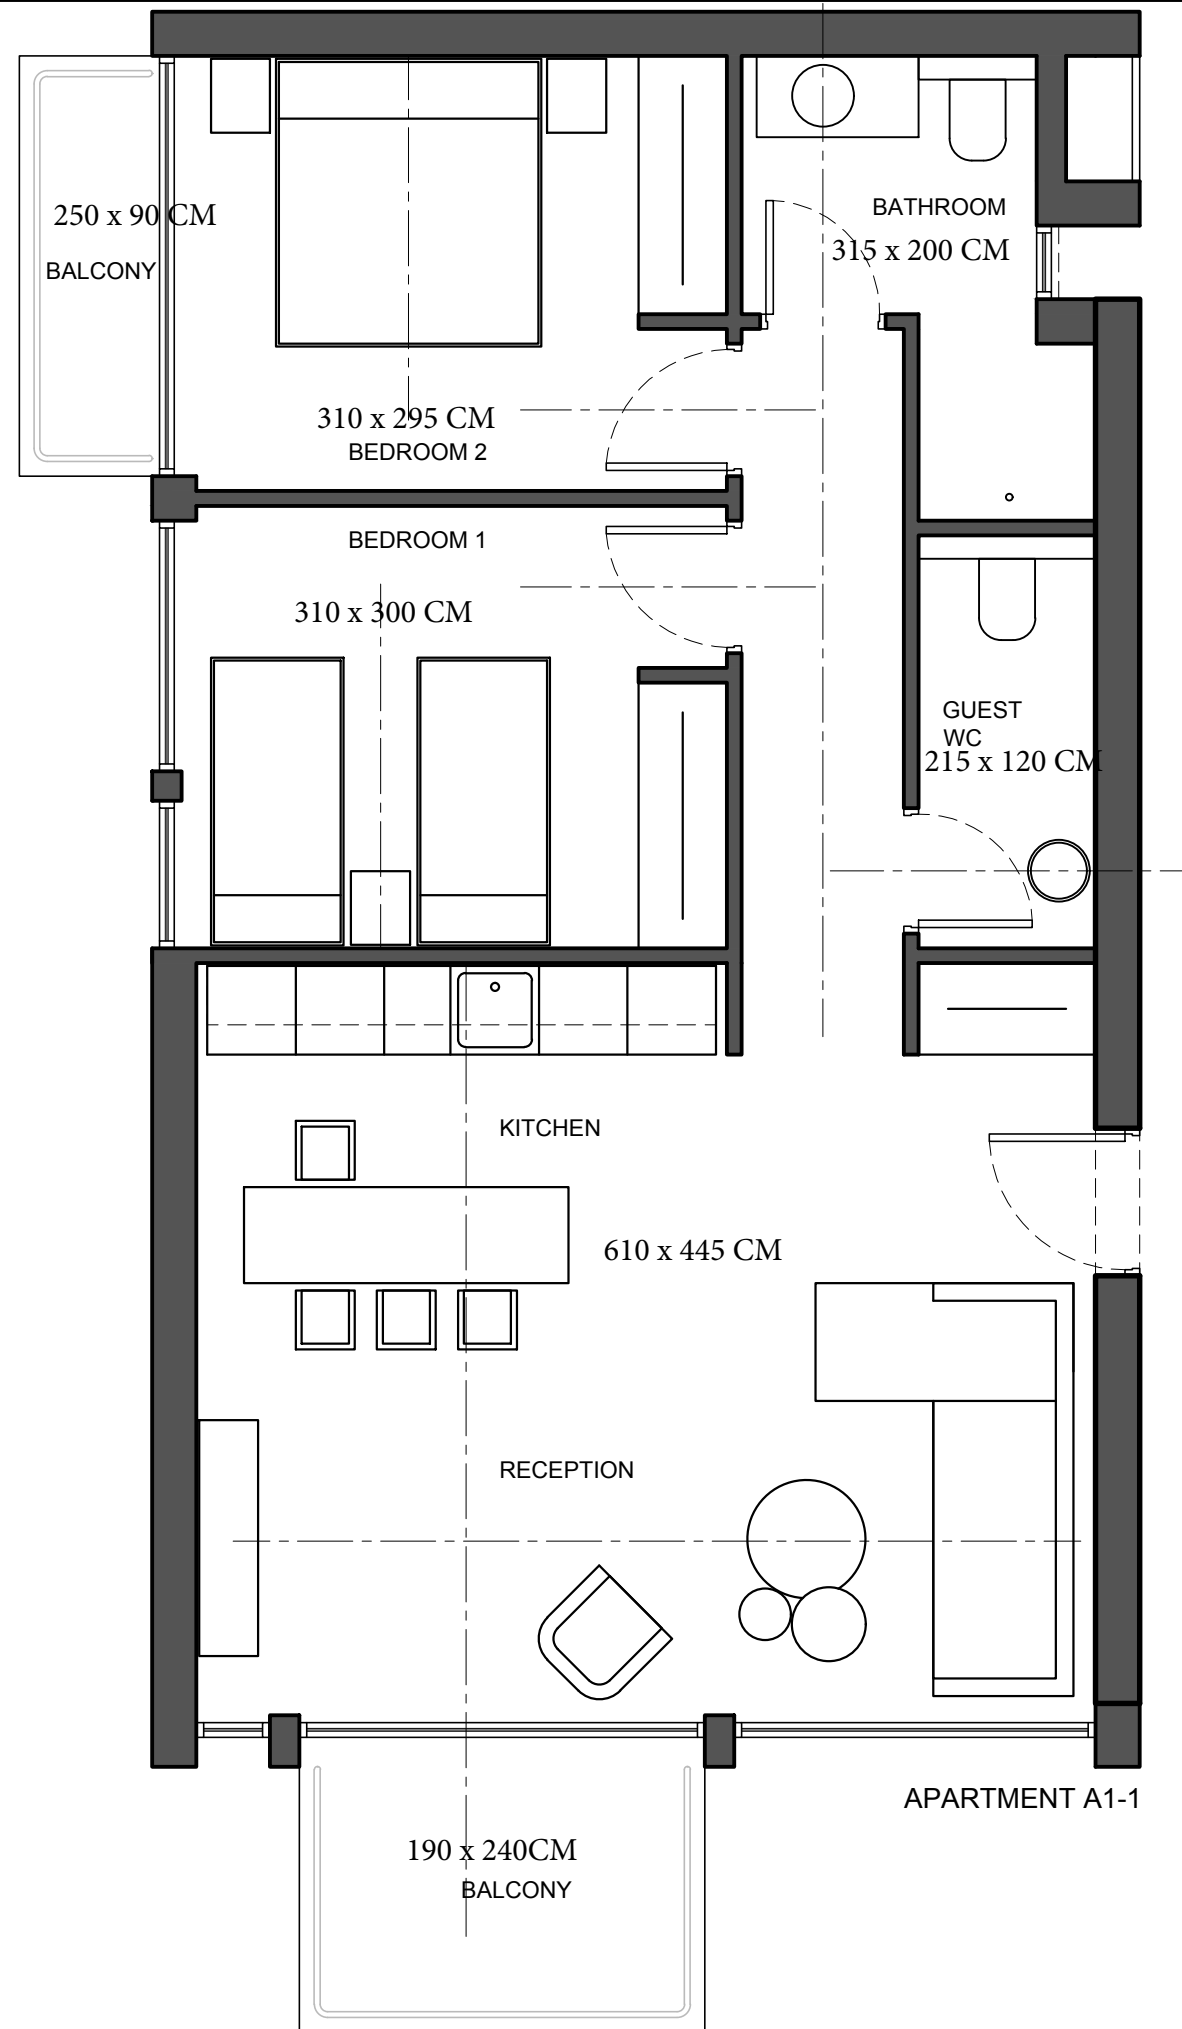 BATHROOM
315 x 200 CM
250 x 90 CM
BALCONY
310 x 295 CM
BEDROOM 2
BEDROOM 1
310 x 300 CM
GUEST
WC
215 x 120 CM
KITCHEN
610 x 445 CM
RECEPTION
APARTMENT A1-1
190 x 240CM
BALCONY